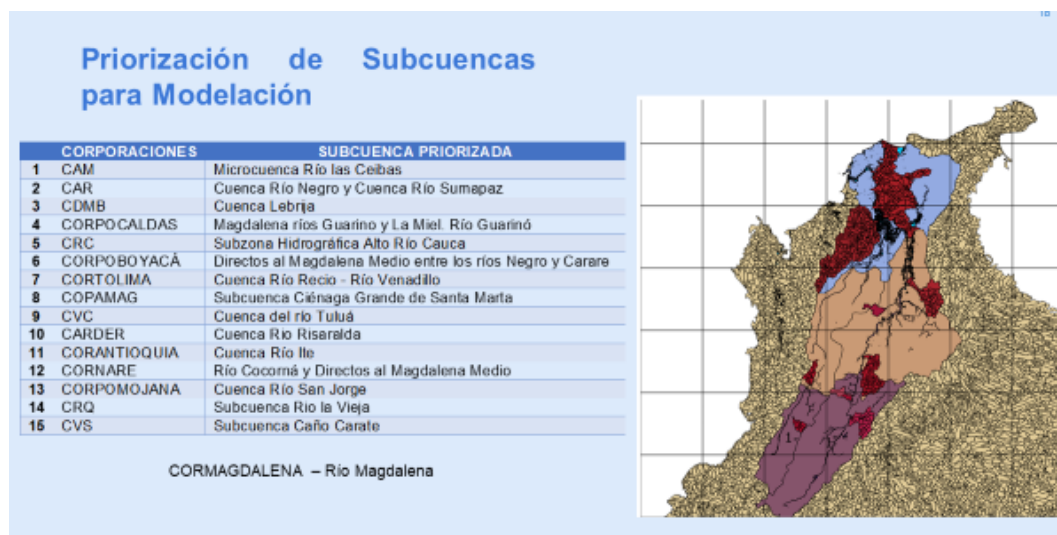 18
Priorización de Subcuencas
para Modelación
CORPORACIONES SUBCUENCA PRIORIZADA
1 CAM Microcuenca Río las Ceibas
2 CAR Cuenca Río Negro y Cuenca Río Sumapaz
3 CDMB Cuenca Lebrija
4 CORPOCALDAS Magdalena ríos Guarino y La Miel. Río Guarinó
5 CRC Subzona Hidrográfica Alto Río Cauca
6 CORPOBOYACÁ Directos al Magdalena Medio entre los ríos Negro y Carare
7 CORTOLIMA Cuenca Río Recio - Río Venadillo
8 COPAMAG Subcuenca Ciénaga Grande de Santa Marta
9 CVC Cuenca del río Tuluá
10 CARDER Cuenca Río Risaralda
11 CORANTIOQUIA Cuenca Río Ite
12 CORNARE Río Cocorná y Directos al Magdalena Medio
13 CORPOMOJANA Cuenca Río San Jorge
14 CRQ Subcuenca Rio la Vieja
15 CVS Subcuenca Caño Carate
CORMAGDALENA – Río Magdalena
1